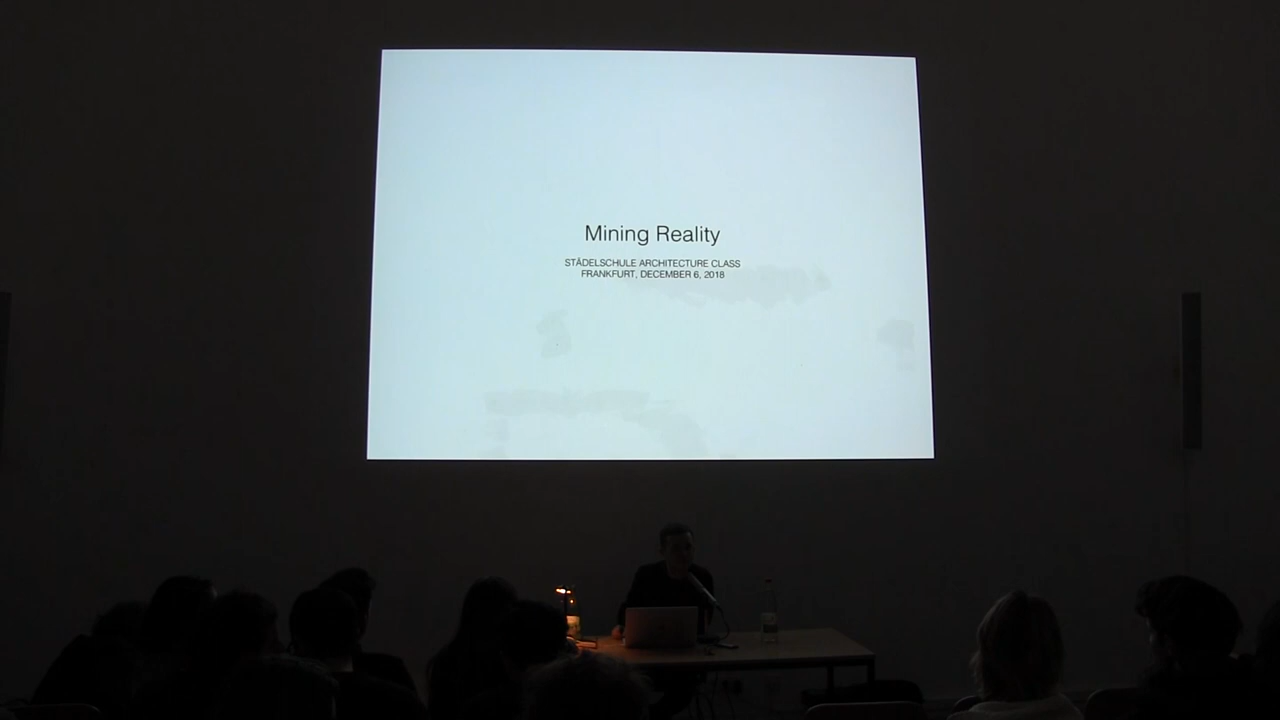 Mining Reality
STÄDELSCHULE ARCHITECTURE CLASS
FRANKFURT, DECEMBER 6, 2018